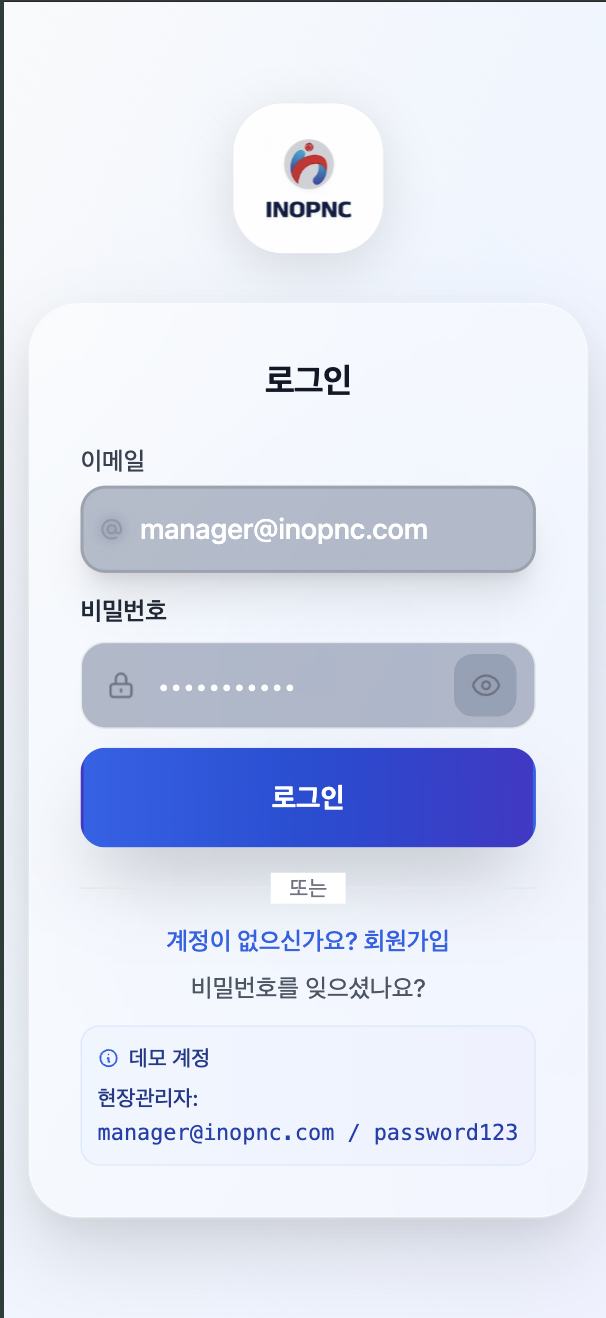 INOPNC
로그인
이메일
@ manager@inopnc.com
비밀번호
•••••••••••
로그인
또는
계정이 없으신가요? 회원가입
비밀번호를 잊으셨나요?
데모 계정
현장관리자:
manager@inopnc.com / password123